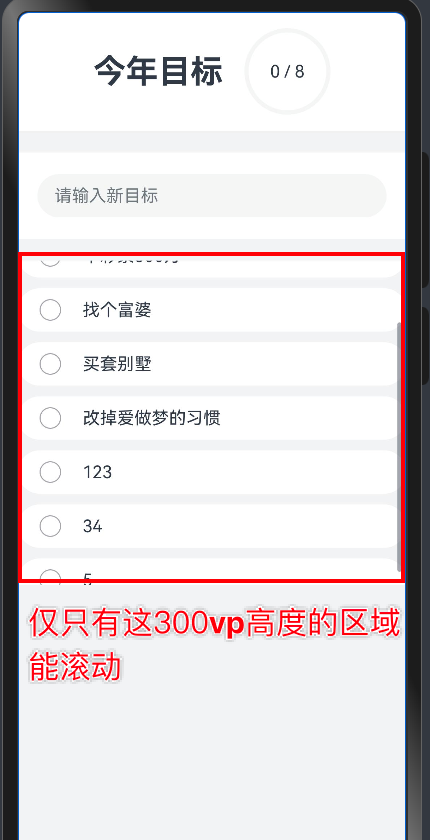 今年目标
0 / 8
请输入新目标
找个富婆
买套别墅
改掉爱做梦的习惯
123
34
5
仅只有这300vp高度的区域
能滚动